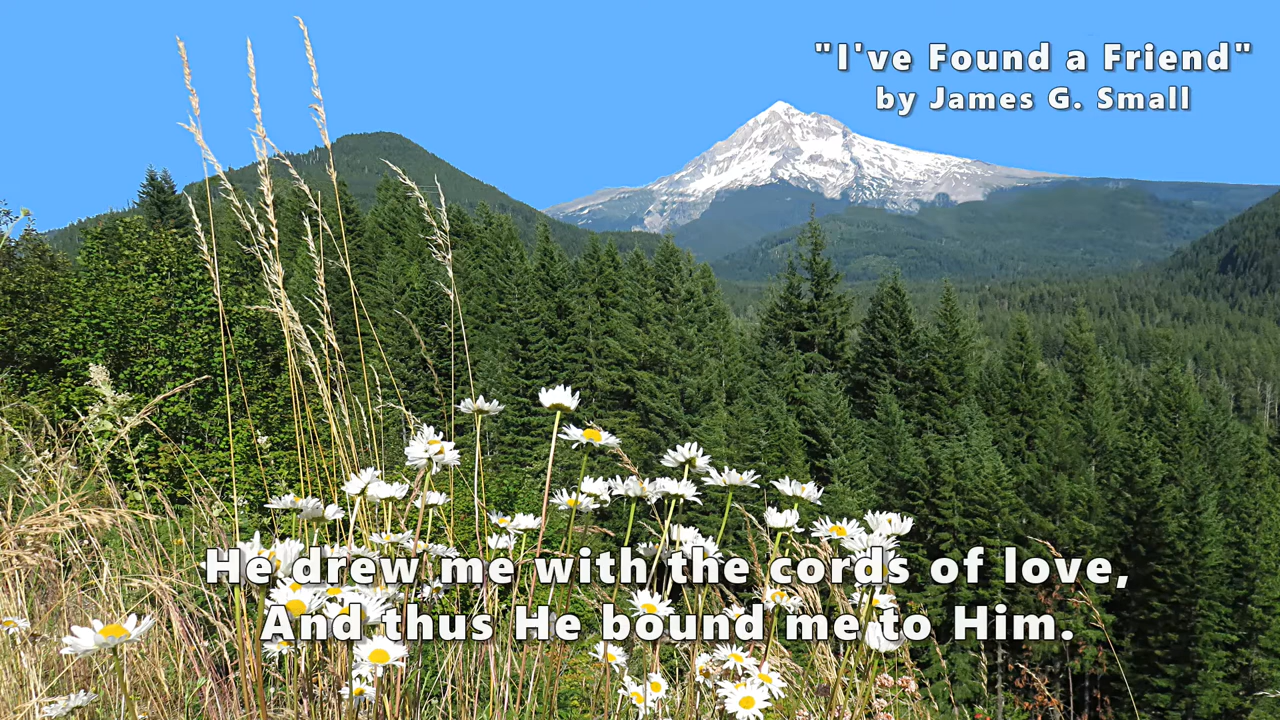 "I've Found a Friend"
by James G. Small
He drew me with the cords of love,
And thus He bound me to Him.